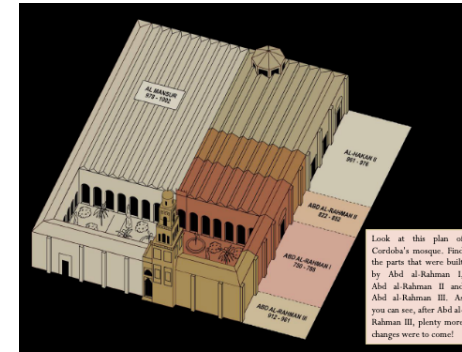 AL MANSUR
978 - 1002
AL-HAKAN II
961 - 976
ABD AL-RAHMAN II
822 - 852
ABD AL-RAHMAN I
756 - 788
ABD AL-RAHMAN III
912 - 961
Look at this plan of
Cordoba's mosque. Find
the parts that were built
by Abd al-Rahman I,
Abd al-Rahman II and
Abd al-Rahman III. As
you can see, after Abd al-
Rahman III, plenty more
changes were to come!